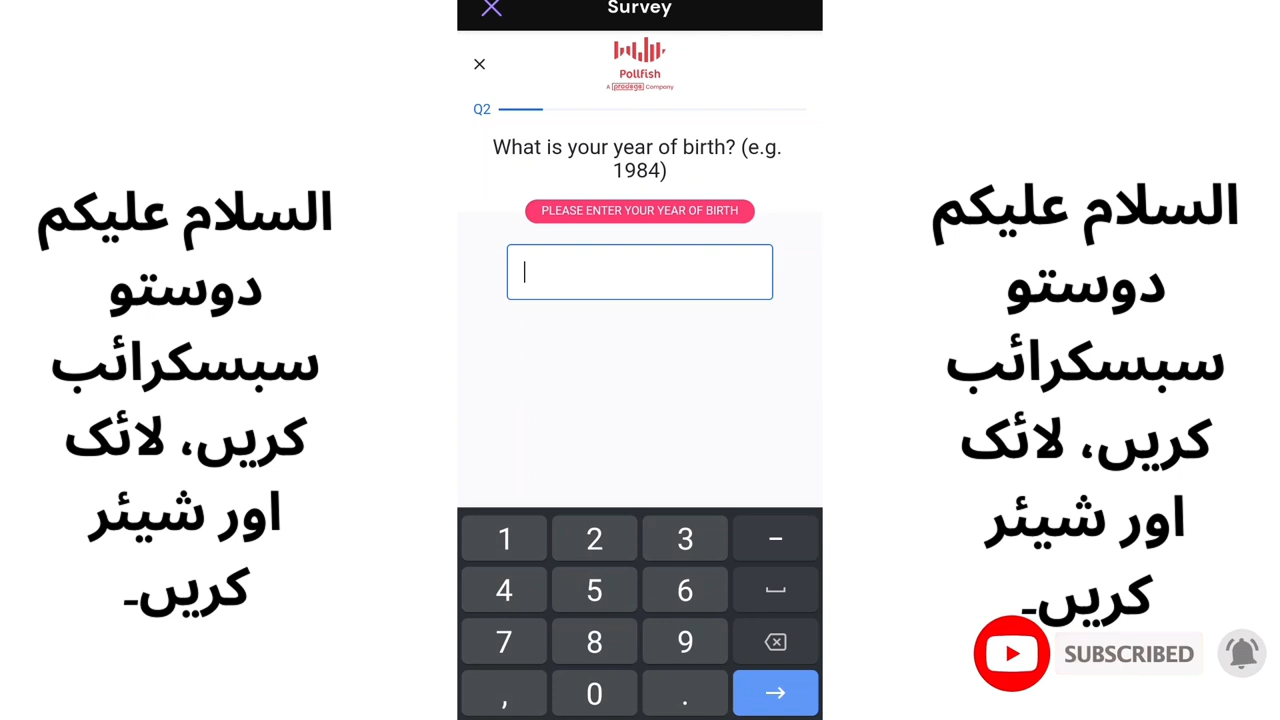 Survey
Pollfish
A prodege Company
Q2
What is your year of birth? (e.g.
1984)
PLEASE ENTER YOUR YEAR OF BIRTH
السلام علیکم
دوستو
سبسکرائب
کریں، لائک
اور شیئر
کریں۔
السلام علیکم
دوستو
سبسکرائب
کریں، لائک
اور شیئر
کریں۔
1 2 3 −
4 5 6
7 8 9
, 0 .
SUBSCRIBED